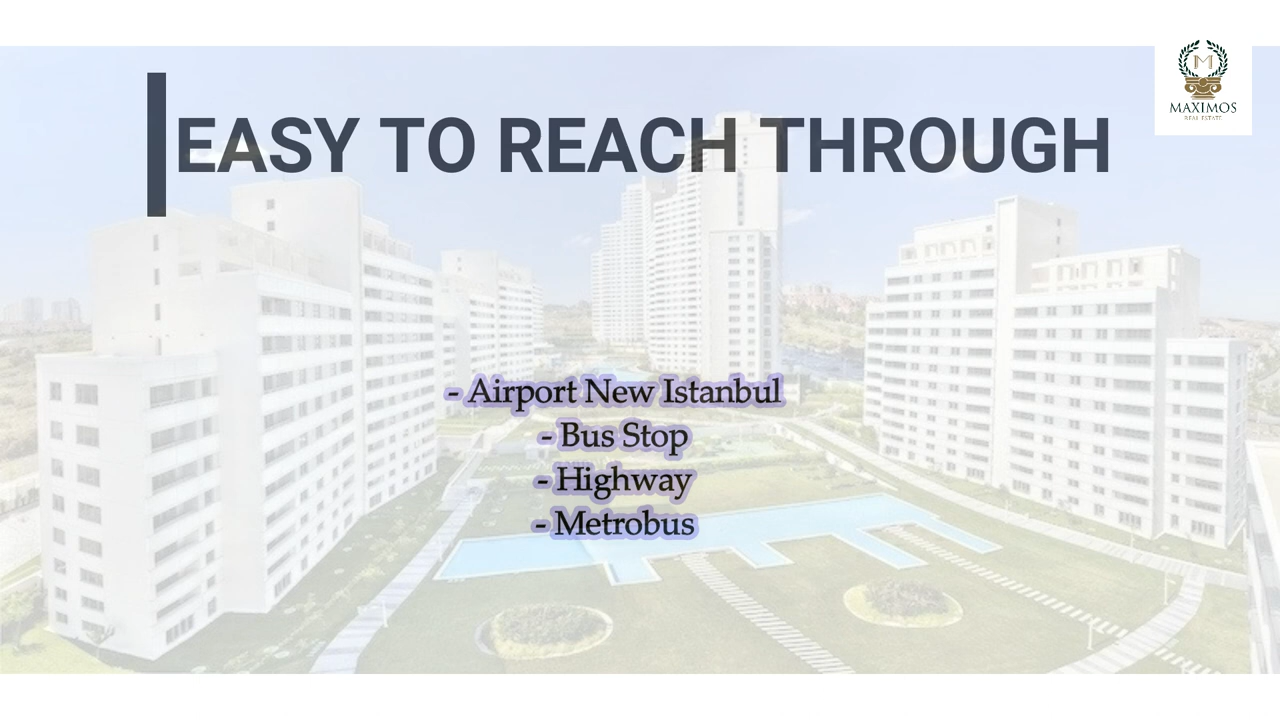 EASY TO REACH THROUGH
M
MAXIMOS
REAL ESTATE
- Airport New Istanbul
- Bus Stop
- Highway
- Metrobus